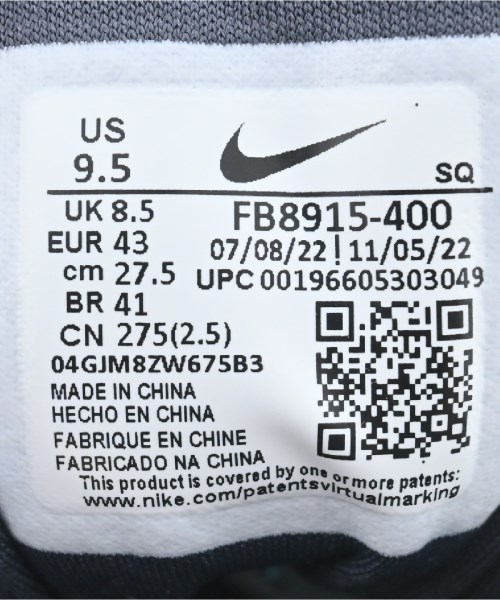 US
9.5
SQ
UK 8.5
EUR 43
cm 27.5
BR 41
CN 275(2.5)
FB8915-400
07/08/22 | 11/05/22
UPC 00196605303049
04GJM8ZW675B3
MADE IN CHINA
HECHO EN CHINA
FABRIQUE EN CHINE
FABRICADO NA CHINA
This product is covered by one or more patents:
www.nike.com/patentsvirtualmarking